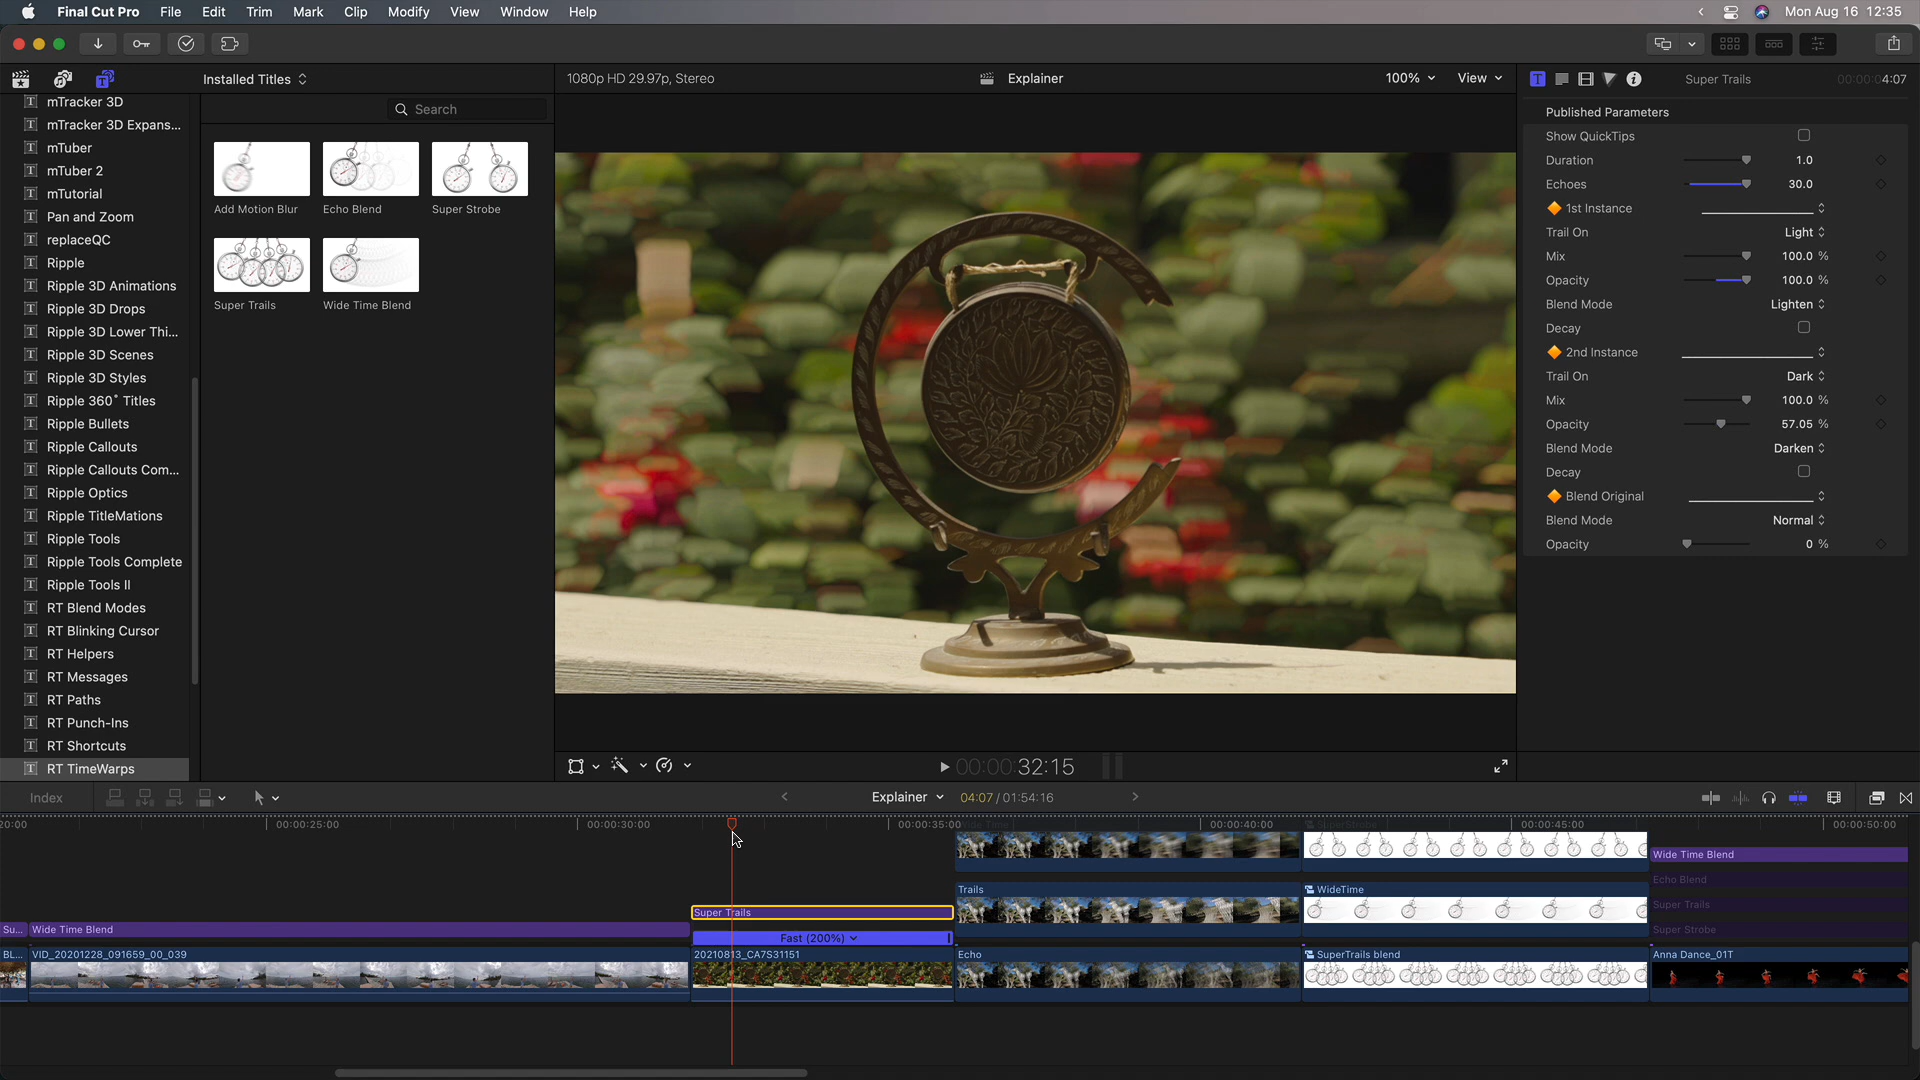 Final Cut Pro File Edit Trim Mark Clip Modify View Window Help Mon Aug 16 12:35
Installed Titles
1080p HD 29.97p, Stereo
Explainer
100%
View
Super Trails
00:00:04:07
mTracker 3D
mTracker 3D Expans...
mTuber
mTuber 2
mTutorial
Pan and Zoom
replaceQC
Ripple
Ripple 3D Animations
Ripple 3D Drops
Ripple 3D Lower Thi...
Ripple 3D Scenes
Ripple 3D Styles
Ripple 360° Titles
Ripple Bullets
Ripple Callouts
Ripple Callouts Com...
Ripple Optics
Ripple TitleMations
Ripple Tools
Ripple Tools Complete
Ripple Tools II
RT Blend Modes
RT Blinking Cursor
RT Helpers
RT Messages
RT Paths
RT Punch-Ins
RT Shortcuts
RT TimeWarps
Search
Add Motion Blur
Echo Blend
Super Strobe
Super Trails
Wide Time Blend
Published Parameters
Show QuickTips
Duration 1.0
Echoes 30.0
1st Instance
Trail On Light
Mix 100.0 %
Opacity 100.0 %
Blend Mode Lighten
Decay
2nd Instance
Trail On Dark
Mix 100.0 %
Opacity 57.05 %
Blend Mode Darken
Decay
Blend Original
Blend Mode Normal
Opacity 0 %
00:00:32:15
Index
Explainer
04:07 / 01:54:16
20:00
00:00:25:00
00:00:30:00
00:00:35:00
00:00:40:00
00:00:45:00
00:00:50:00
Wide Time
SuperStrobe
Wide Time Blend
Echo Blend
Super Trails
Super Strobe
Trails
WideTime
Super Trails
Su...
Wide Time Blend
Fast (200%)
BL...
VID_20201228_091659_00_039
20210813_CA7S31151
Echo
SuperTrails blend
Anna Dance_01T